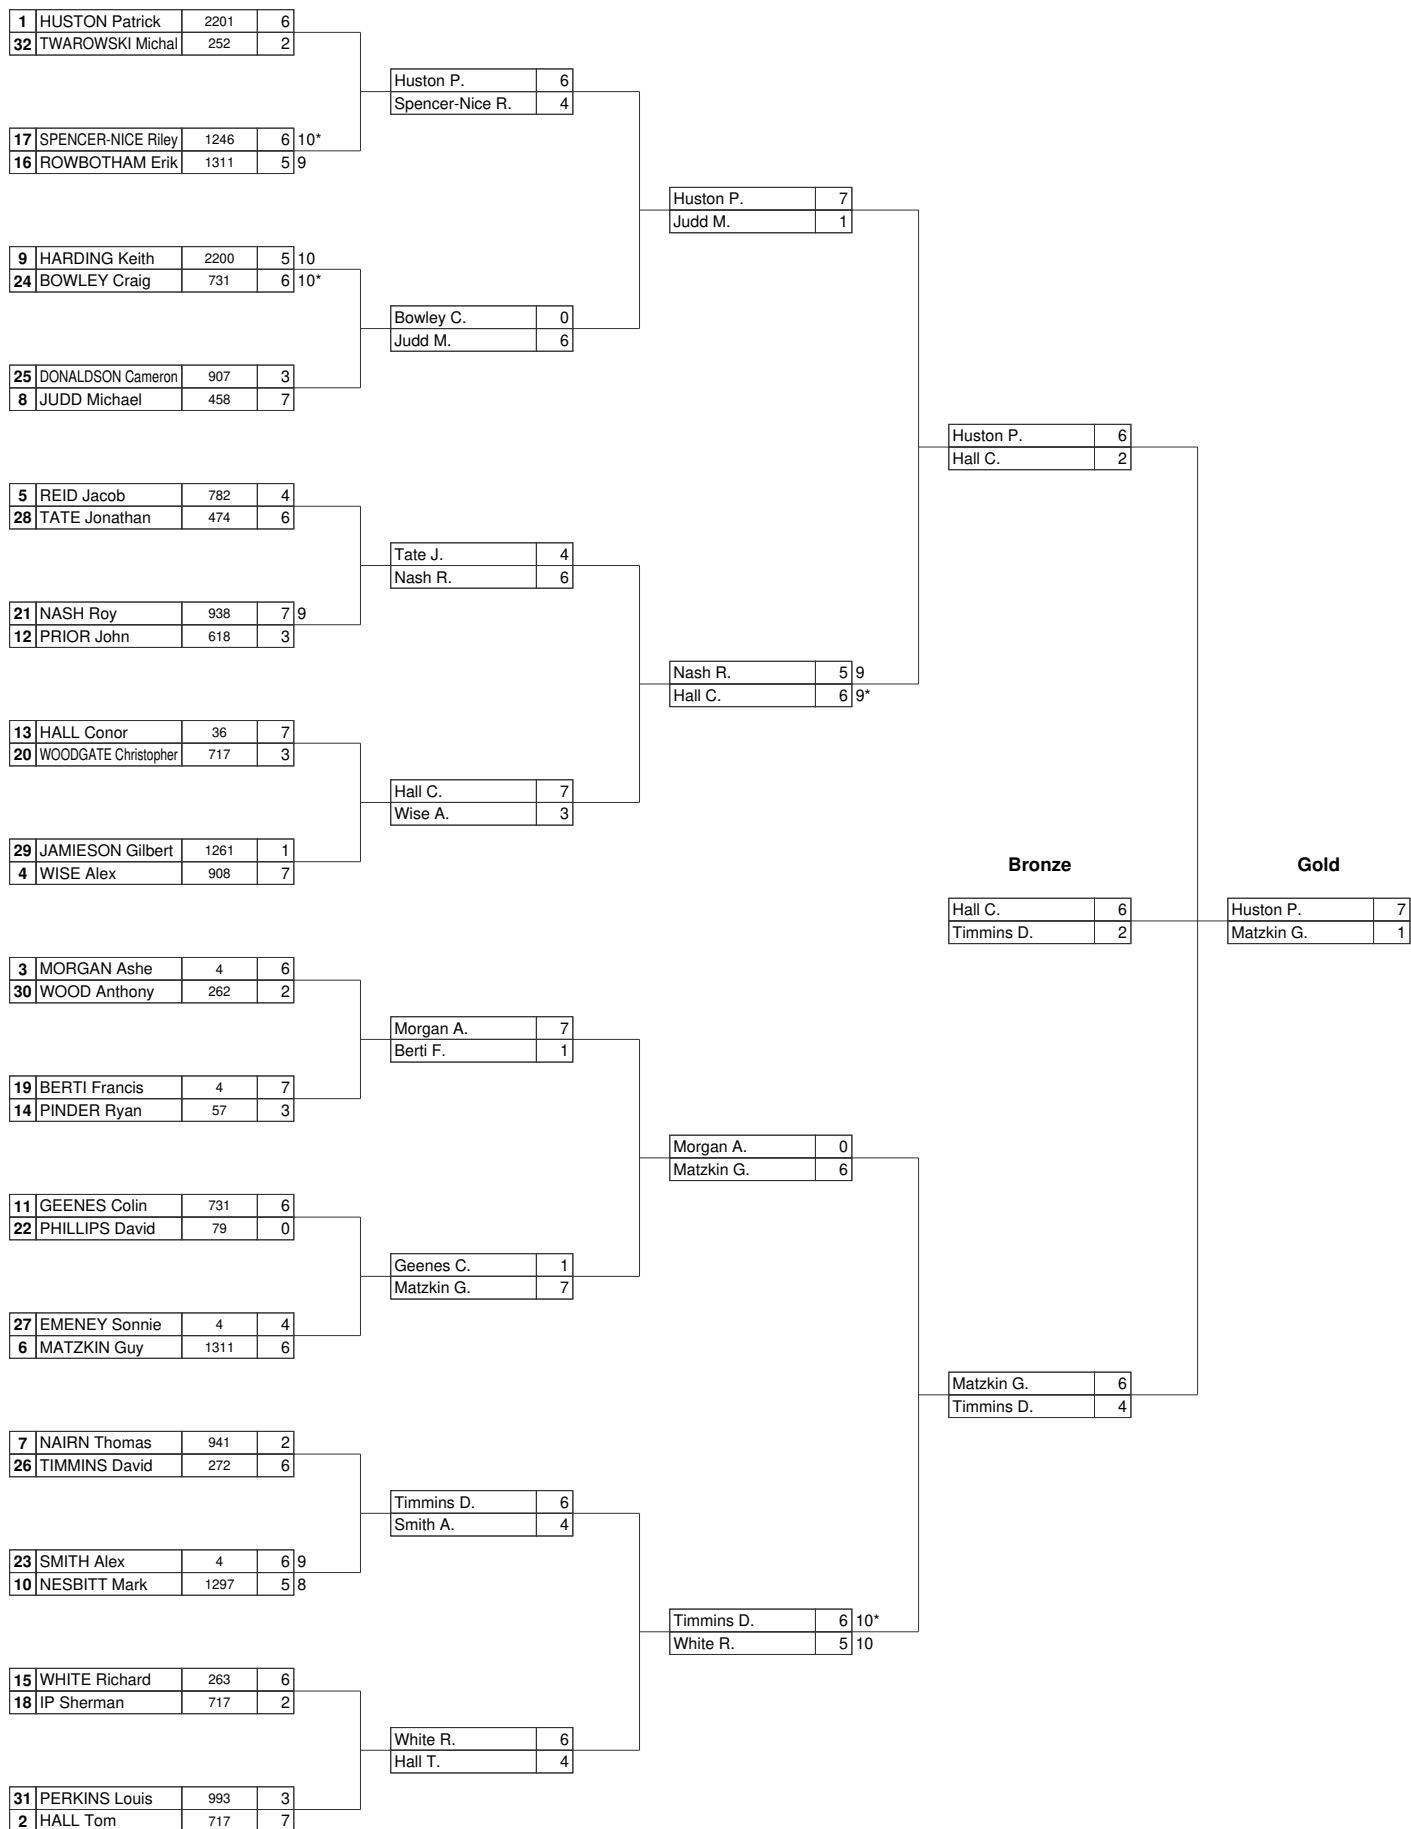 1 HUSTON Patrick 2201 6
32 TWAROWSKI Michal 252 2
Huston P. 6
Spencer-Nice R. 4
17 SPENCER-NICE Riley 1246 6 10*
16 ROWBOTHAM Erik 1311 5 9
Huston P. 7
Judd M. 1
9 HARDING Keith 2200 5 10
24 BOWLEY Craig 731 6 10*
Bowley C. 0
Judd M. 6
25 DONALDSON Cameron 907 3
8 JUDD Michael 458 7
Huston P. 6
Hall C. 2
5 REID Jacob 782 4
28 TATE Jonathan 474 6
Tate J. 4
Nash R. 6
21 NASH Roy 938 7 9
12 PRIOR John 618 3
Nash R. 5 9
Hall C. 6 9*
13 HALL Conor 36 7
20 WOODGATE Christopher 717 3
Hall C. 7
Wise A. 3
29 JAMIESON Gilbert 1261 1
4 WISE Alex 908 7
Bronze Gold
Hall C. 6 Huston P. 7
Timmins D. 2 Matzkin G. 1
3 MORGAN Ashe 4 6
30 WOOD Anthony 262 2
Morgan A. 7
Berti F. 1
19 BERTI Francis 4 7
14 PINDER Ryan 57 3
Morgan A. 0
Matzkin G. 6
11 GEENES Colin 731 6
22 PHILLIPS David 79 0
Geenes C. 1
Matzkin G. 7
27 EMENEY Sonnie 4 4
6 MATZKIN Guy 1311 6
Matzkin G. 6
Timmins D. 4
7 NAIRN Thomas 941 2
26 TIMMINS David 272 6
Timmins D. 6
Smith A. 4
23 SMITH Alex 4 6 9
10 NESBITT Mark 1297 5 8
Timmins D. 6 10*
White R. 5 10
15 WHITE Richard 263 6
18 IP Sherman 717 2
White R. 6
Hall T. 4
31 PERKINS Louis 993 3
2 HALL Tom 717 7